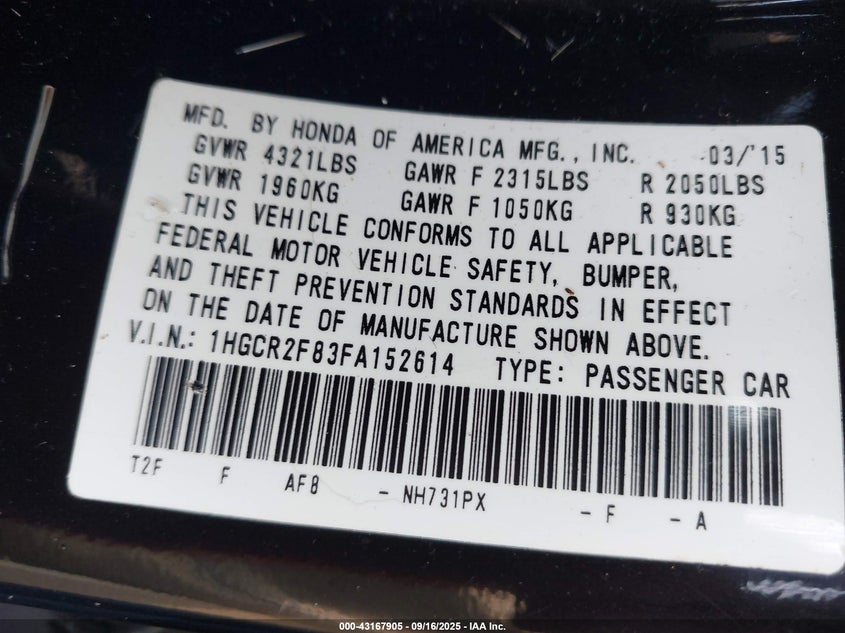 MFD. BY HONDA OF AMERICA MFG., INC. 03/'15
GVWR 4321LBS GAWR F 2315LBS R 2050LBS
GVWR 1960KG GAWR F 1050KG R 930KG
THIS VEHICLE CONFORMS TO ALL APPLICABLE
FEDERAL MOTOR VEHICLE SAFETY, BUMPER,
AND THEFT PREVENTION STANDARDS IN EFFECT
ON THE DATE OF MANUFACTURE SHOWN ABOVE.
V.I.N.: 1HGCR2F83FA152614 TYPE: PASSENGER CAR
T2F F AF8 - NH731PX - F - A
000-43167905 - 09/16/2025 - IAA Inc.